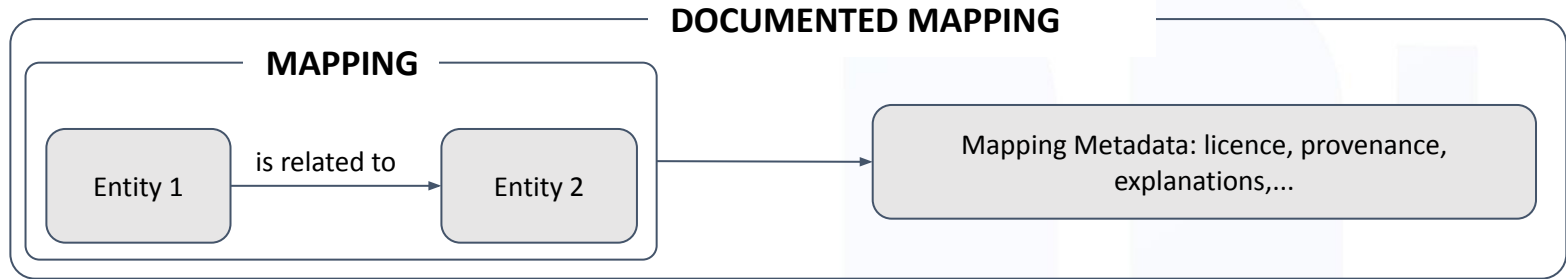 DOCUMENTED MAPPING
MAPPING
Entity 1
is related to
Entity 2
Mapping Metadata: licence, provenance,
explanations,...